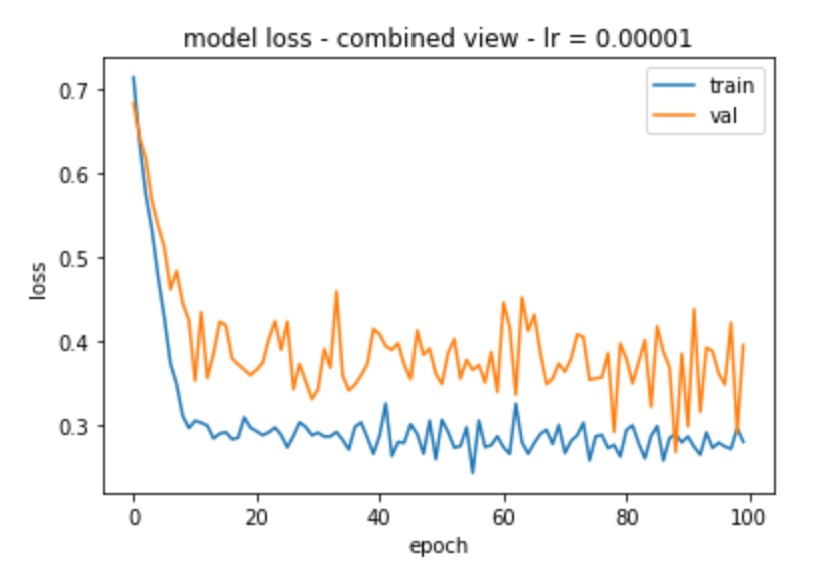 model loss - combined view - lr = 0.00001
train
val
0.7
0.6
0.5
0.4
0.3
loss
0 20 40 60 80 100
epoch